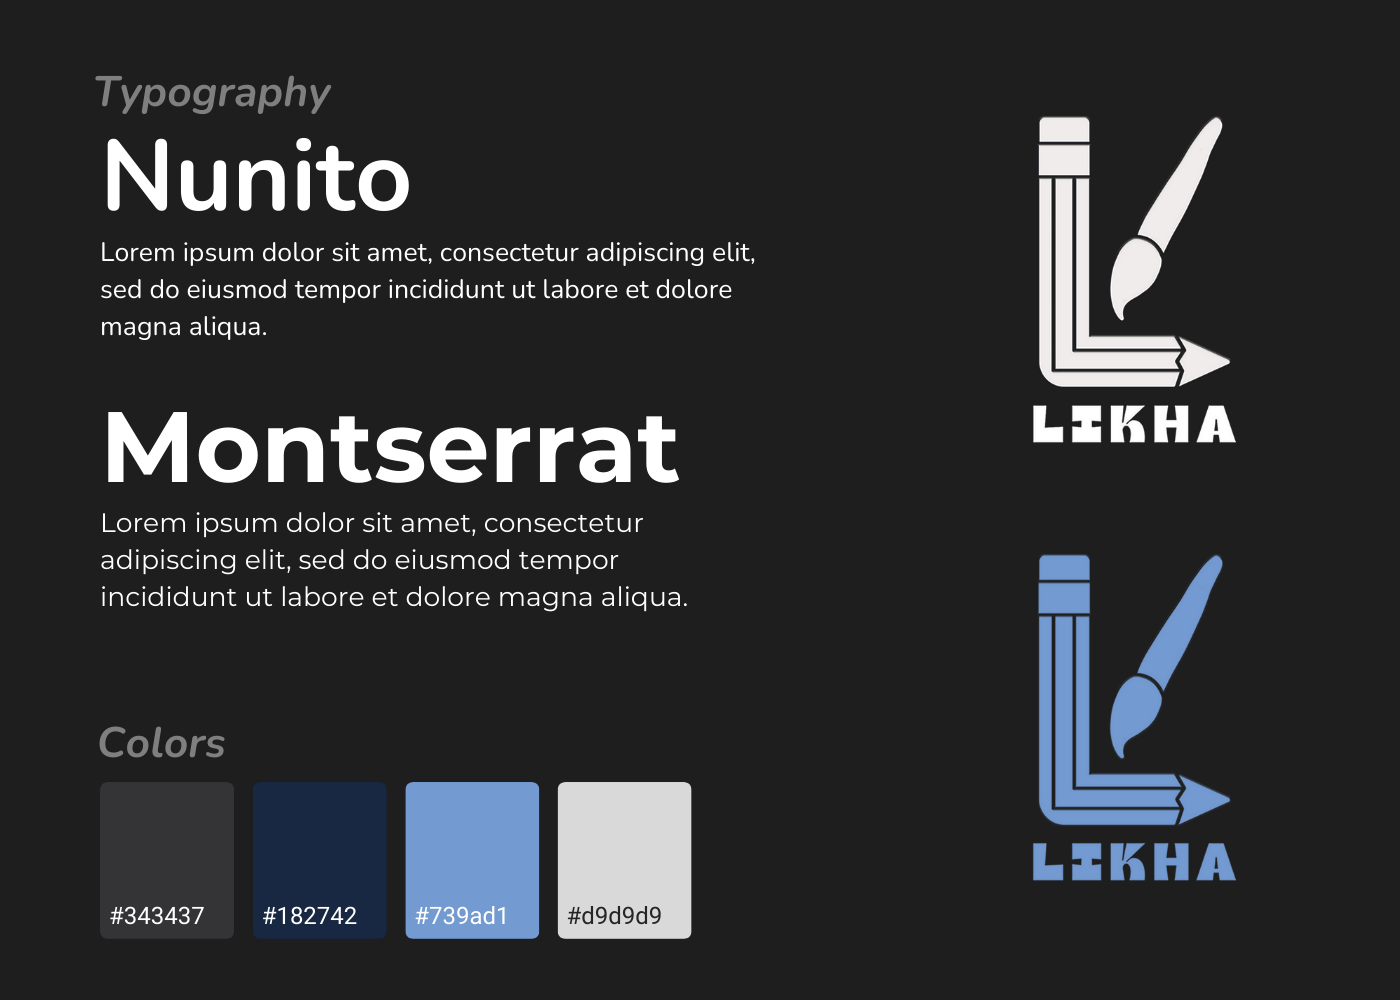 Typography
Nunito
Lorem ipsum dolor sit amet, consectetur adipiscing elit,
sed do eiusmod tempor incididunt ut labore et dolore
magna aliqua.
Montserrat
Lorem ipsum dolor sit amet, consectetur
adipiscing elit, sed do eiusmod tempor
incididunt ut labore et dolore magna aliqua.
Colors
#343437
#182742
#739ad1
#d9d9d9
LIKHA
LIKHA